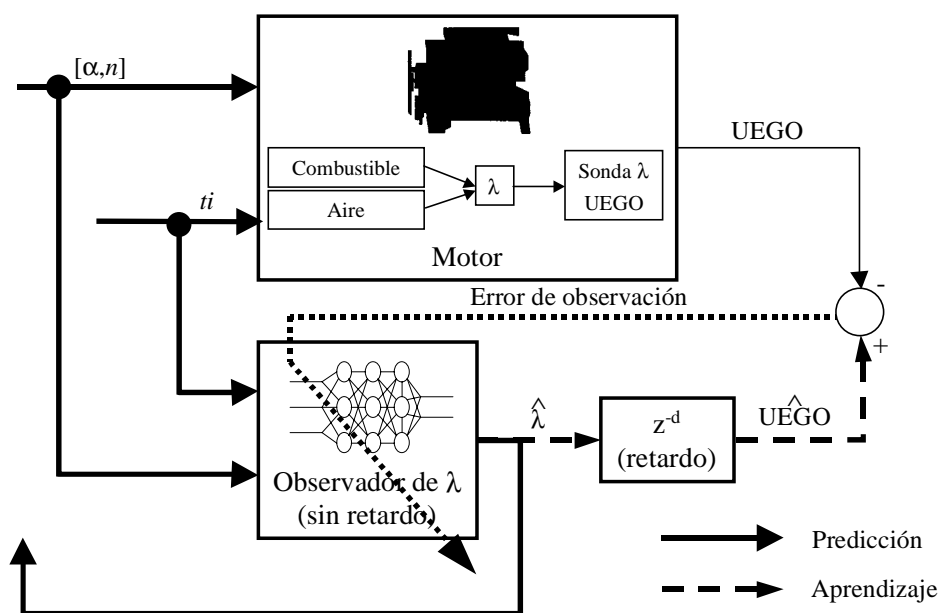 [α,n]
UEGO
Combustible
Aire
λ
Sonda λ
UEGO
ti
Motor
-
Error de observación
+
λ̂
UEĜO
z⁻ᵈ
(retardo)
Observador de λ
(sin retardo)
Predicción
Aprendizaje